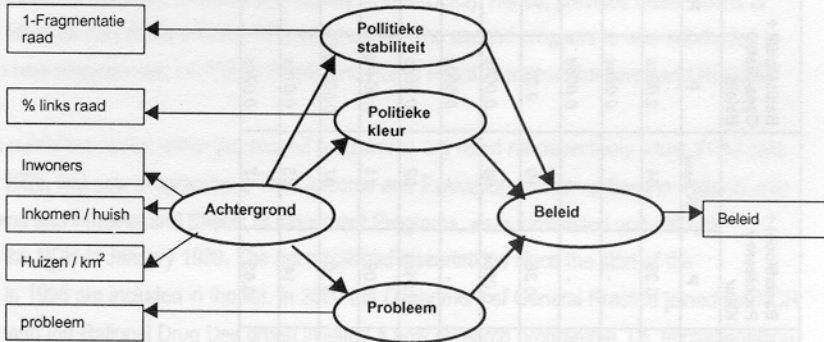 1-Fragmentatie
raad
Pollitieke
stabiliteit
% links raad
Politieke
kleur
Inwoners
Inkomen / huish
Huizen / km²
probleem
Achtergrond
Beleid
Beleid
Probleem